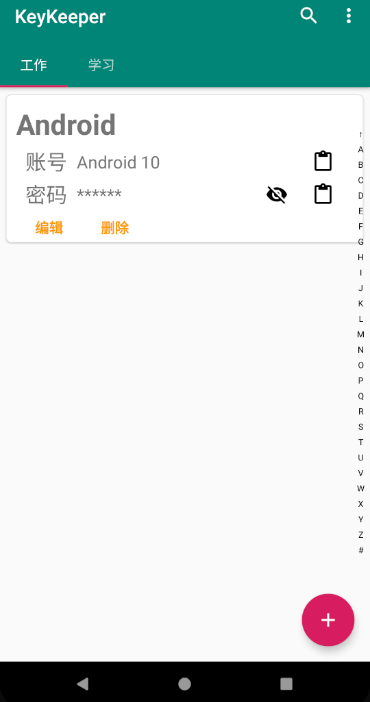 KeyKeeper
工作 学习
Android
账号 Android 10
密码 ******
编辑 删除
↑
A
B
C
D
E
F
G
H
I
J
K
L
M
N
O
P
Q
R
S
T
U
V
W
X
Y
Z
#
+